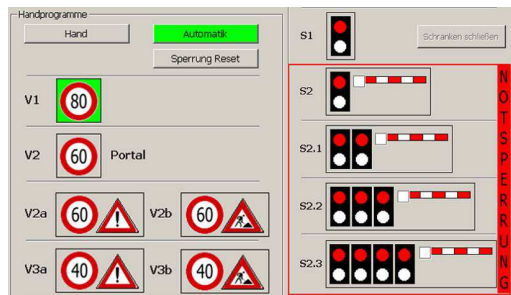 Handprogramme
Hand
Automatik
Sperrung Reset
V1
80
V2
60
Portal
V2a
60
V2b
60
V3a
40
V3b
40
S1
Schranken schließen
S2
S2.1
S2.2
S2.3
NOTSPERRUNG